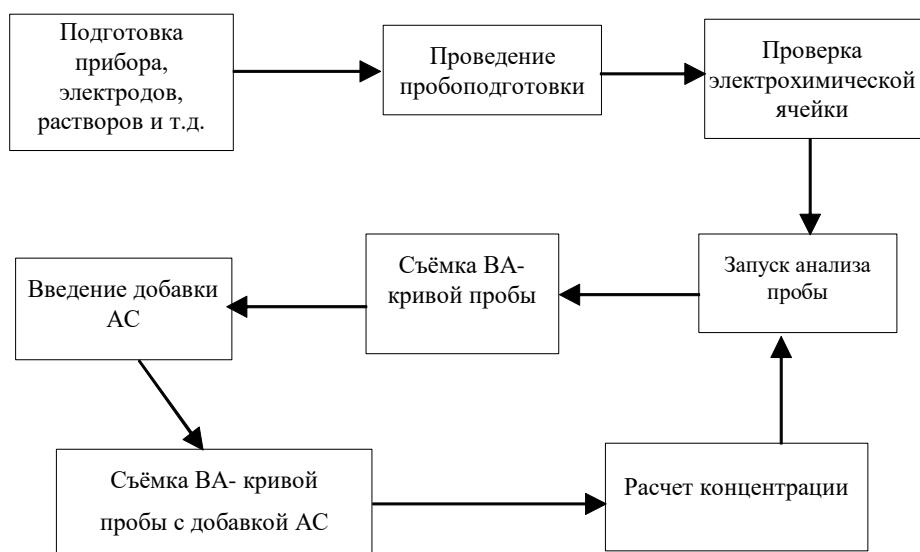 Подготовка
прибора,
электродов,
растворов и т.д.
Проведение
пробоподготовки
Проверка
электрохимической
ячейки
Запуск анализа
пробы
Съёмка ВА-
кривой пробы
Введение добавки
АС
Съёмка ВА- кривой
пробы с добавкой АС
Расчет концентрации